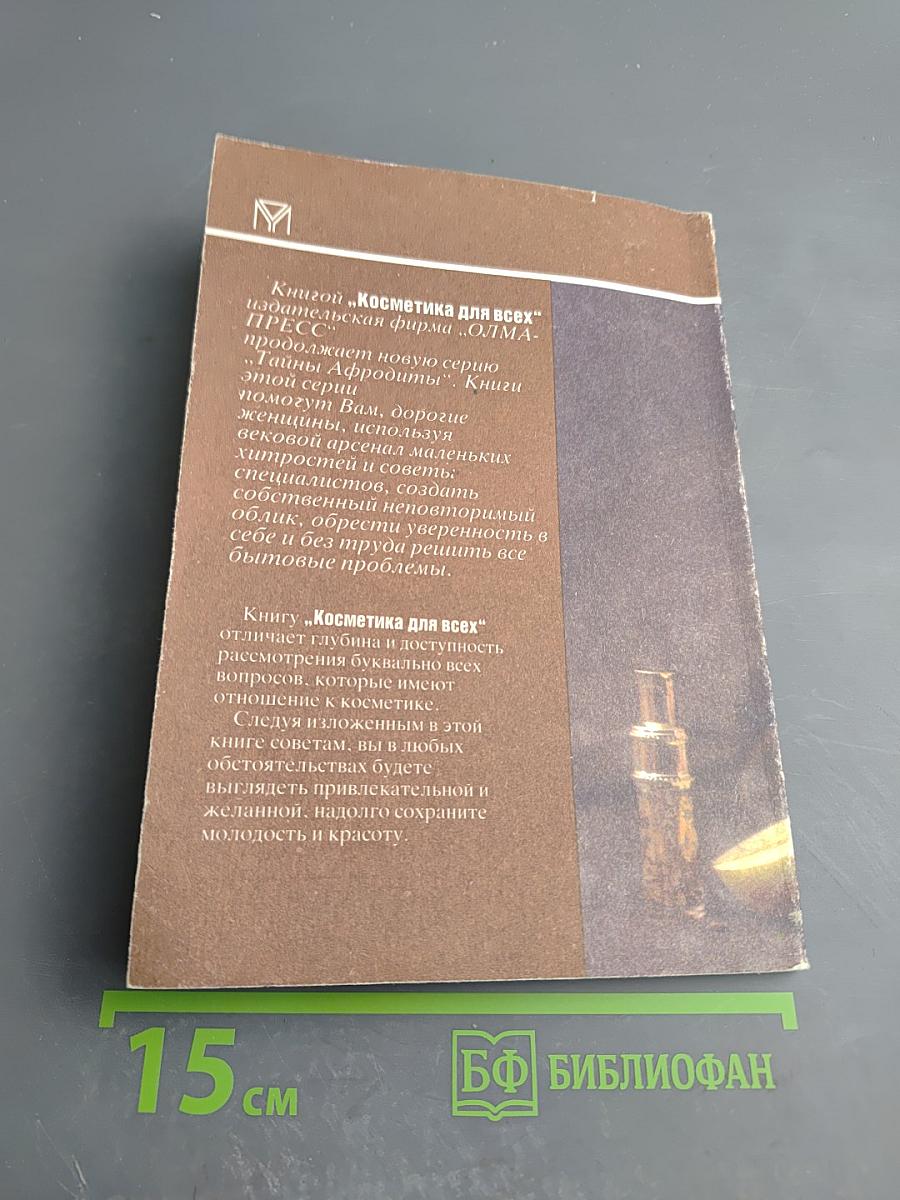 Книгой „Косметика для всех“
издательская фирма „ОЛМА-
ПРЕСС“
продолжает новую серию
„Тайны Афродиты“. Книги
этой серии
помогут Вам, дорогие
женщины, используя
вековой арсенал маленьких
хитростей и советы
специалистов, создать
собственный неповторимый
облик, обрести уверенность в
себе и без труда решить все
бытовые проблемы.
Книгу „Косметика для всех“
отличает глубина и доступность
рассмотрения буквально всех
вопросов, которые имеют
отношение к косметике.
Следуя изложенным в этой
книге советам, вы в любых
обстоятельствах будете
выглядеть привлекательной и
желанной, надолго сохраните
молодость и красоту.
15 см
БФ БИБЛИОФАН